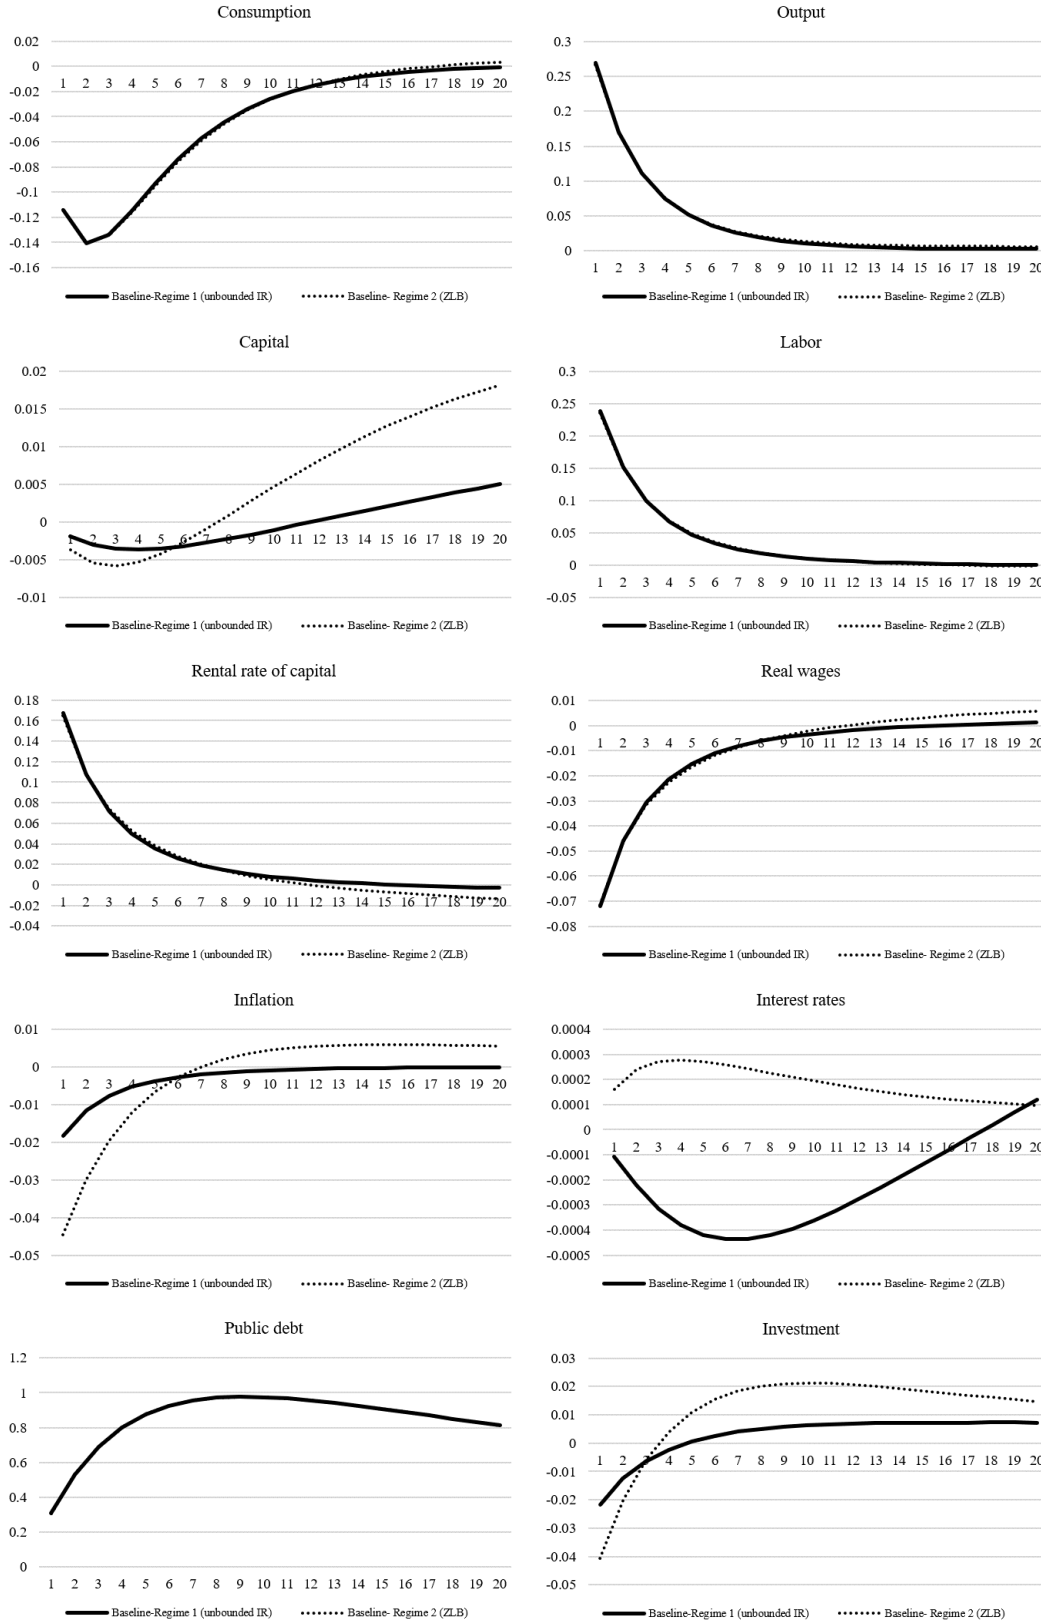 Consumption
0.02
0
-0.02
-0.04
-0.06
-0.08
-0.1
-0.12
-0.14
-0.16
1 2 3 4 5 6 7 8 9 10 11 12 13 14 15 16 17 18 19 20
Baseline-Regime 1 (unbounded IR) Baseline- Regime 2 (ZLB)
Output
0.3
0.25
0.2
0.15
0.1
0.05
0
1 2 3 4 5 6 7 8 9 10 11 12 13 14 15 16 17 18 19 20
Baseline-Regime 1 (unbounded IR) Baseline- Regime 2 (ZLB)
Capital
0.02
0.015
0.01
0.005
0
-0.005
-0.01
1 2 3 4 5 6 7 8 9 10 11 12 13 14 15 16 17 18 19 20
Baseline-Regime 1 (unbounded IR) Baseline- Regime 2 (ZLB)
Labor
0.3
0.25
0.2
0.15
0.1
0.05
0
-0.05
1 2 3 4 5 6 7 8 9 10 11 12 13 14 15 16 17 18 19 20
Baseline-Regime 1 (unbounded IR) Baseline- Regime 2 (ZLB)
Rental rate of capital
0.18
0.16
0.14
0.12
0.1
0.08
0.06
0.04
0.02
0
-0.02
-0.04
1 2 3 4 5 6 7 8 9 10 11 12 13 14 15 16 17 18 19 20
Baseline-Regime 1 (unbounded IR) Baseline- Regime 2 (ZLB)
Real wages
0.01
0
-0.01
-0.02
-0.03
-0.04
-0.05
-0.06
-0.07
-0.08
1 2 3 4 5 6 7 8 9 10 11 12 13 14 15 16 17 18 19 20
Baseline-Regime 1 (unbounded IR) Baseline- Regime 2 (ZLB)
Inflation
0.01
0
-0.01
-0.02
-0.03
-0.04
-0.05
1 2 3 4 5 6 7 8 9 10 11 12 13 14 15 16 17 18 19 20
Baseline-Regime 1 (unbounded IR) Baseline- Regime 2 (ZLB)
Interest rates
0.0004
0.0003
0.0002
0.0001
0
-0.0001
-0.0002
-0.0003
-0.0004
-0.0005
1 2 3 4 5 6 7 8 9 10 11 12 13 14 15 16 17 18 19 20
Baseline-Regime 1 (unbounded IR) Baseline- Regime 2 (ZLB)
Public debt
1.2
1
0.8
0.6
0.4
0.2
0
1 2 3 4 5 6 7 8 9 10 11 12 13 14 15 16 17 18 19 20
Baseline-Regime 1 (unbounded IR) Baseline- Regime 2 (ZLB)
Investment
0.03
0.02
0.01
0
-0.01
-0.02
-0.03
-0.04
-0.05
1 2 3 4 5 6 7 8 9 10 11 12 13 14 15 16 17 18 19 20
Baseline-Regime 1 (unbounded IR) Baseline- Regime 2 (ZLB)